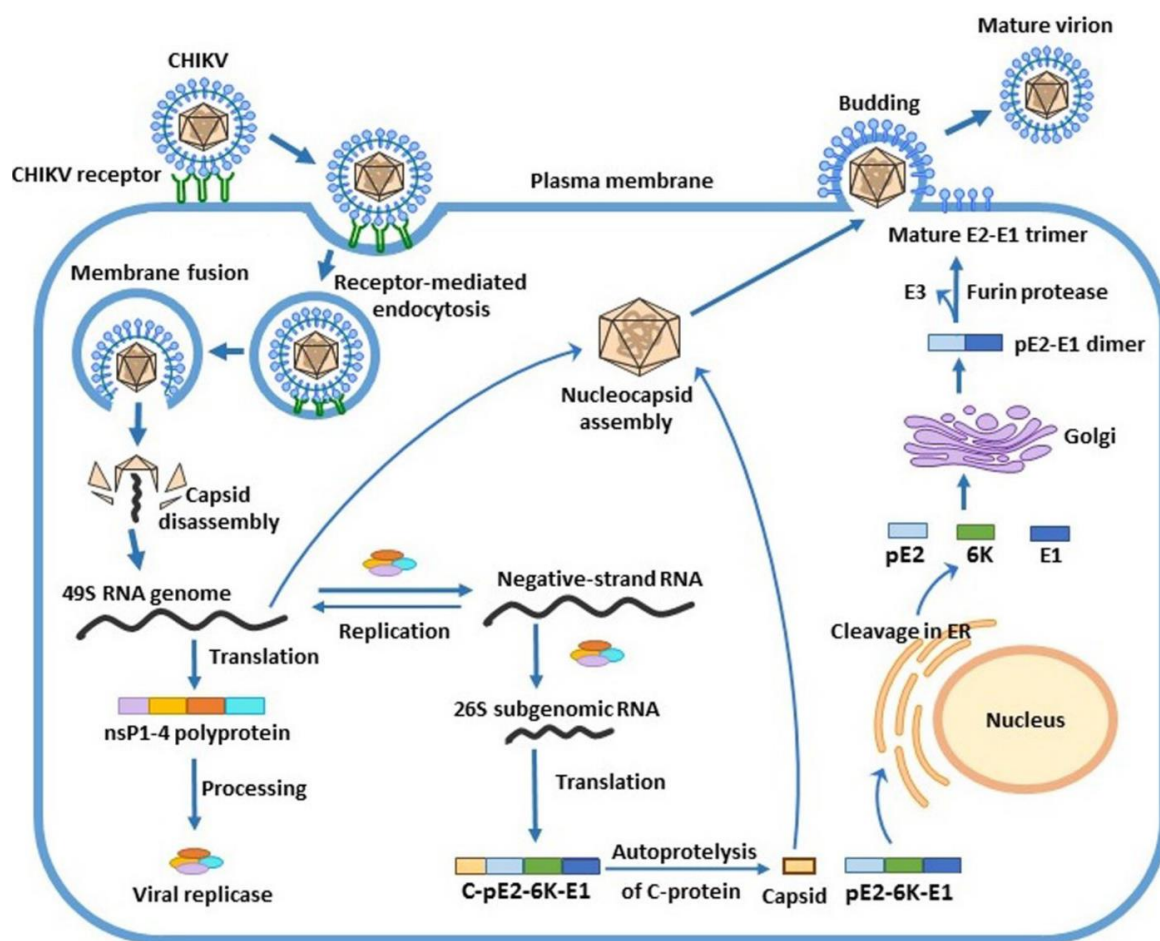 CHIKV
CHIKV receptor
Mature virion
Budding
Plasma membrane
Mature E2-E1 trimer
Membrane fusion
Receptor-mediated
endocytosis
E3
Furin protease
pE2-E1 dimer
Nucleocapsid
assembly
Golgi
Capsid
disassembly
pE2
6K
E1
49S RNA genome
Replication
Negative-strand RNA
Cleavage in ER
Nucleus
Translation
nsP1-4 polyprotein
26S subgenomic RNA
Processing
Translation
Viral replicase
C-pE2-6K-E1
Autoprotelysis
of C-protein
Capsid
pE2-6K-E1